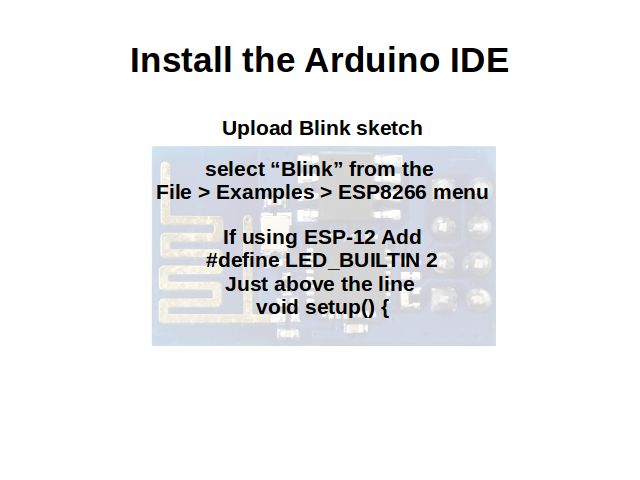 Install the Arduino IDE
Upload Blink sketch
select “Blink” from the
File > Examples > ESP8266 menu
If using ESP-12 Add
#define LED_BUILTIN 2
Just above the line
void setup() {